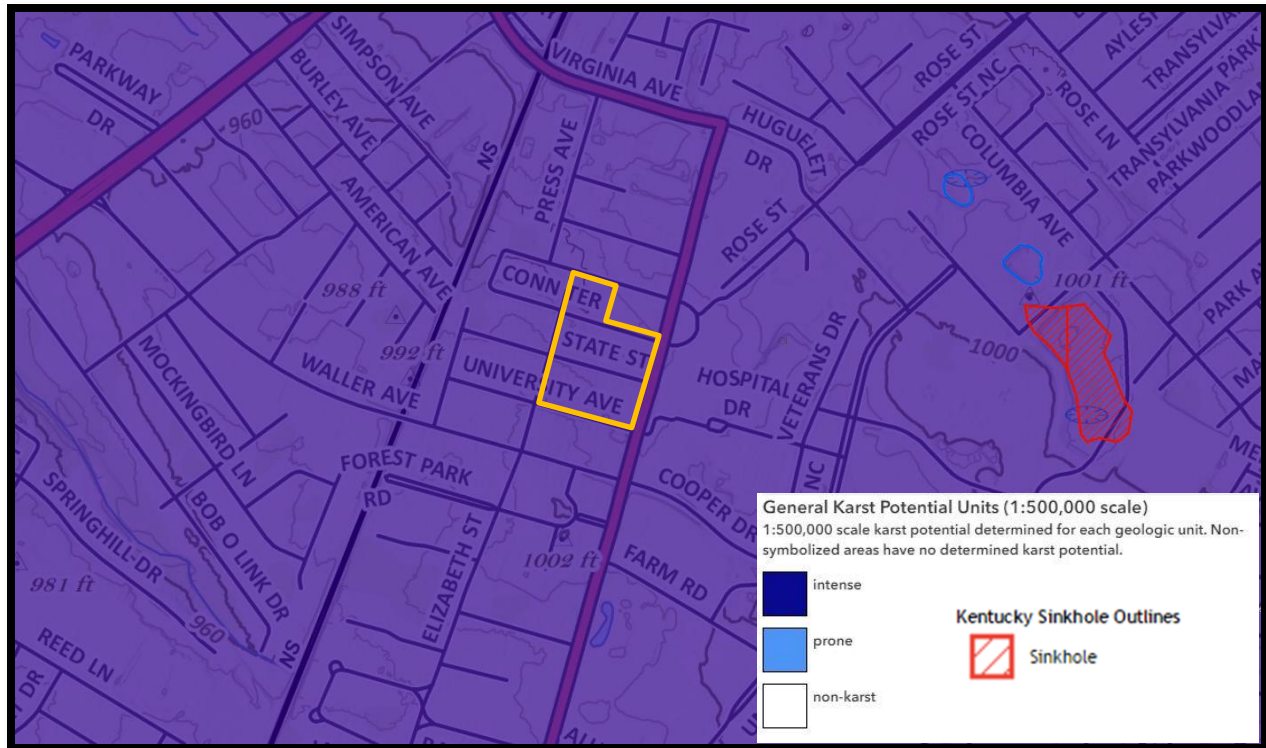 PARKWAY
DR
SIMPSON AVE
BURLEY AVE
960
NS
VIRGINIA AVE
PRESS AVE
HUGUELET
DR
ROSE ST
ROSE ST NC
ROSE LN
COLUMBIA AVE
TRANSYLVANIA PARK
PARKWOODLA
AMERICAN AVE
ROSE ST
988 ft
992 ft
CONN TER
STATE ST
UNIVERSITY AVE
WALLER AVE
MOCKINGBIRD LN
HOSPITAL
DR
VETERANS DR
NC
1001 ft
1000
FOREST PARK
RD
COOPER DR
SPRINGHILL DR
BOB O LINK DR
ELIZABETH ST
1002 ft
FARM RD
981 ft
960
NS
REED LN
DR
General Karst Potential Units (1:500,000 scale)
1:500,000 scale karst potential determined for each geologic unit. Non-
symbolized areas have no determined karst potential.
intense
prone
non-karst
Kentucky Sinkhole Outlines
Sinkhole